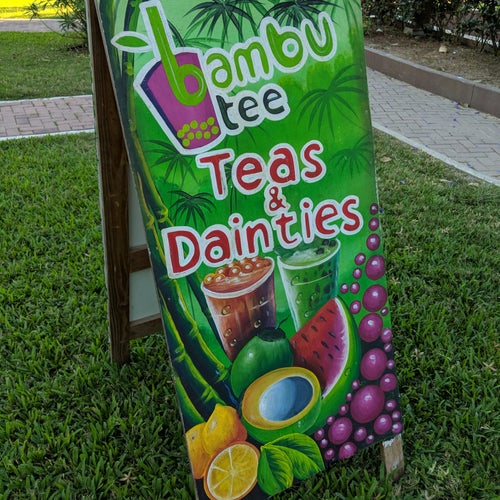 bambu
tee
Teas
&
Dainties